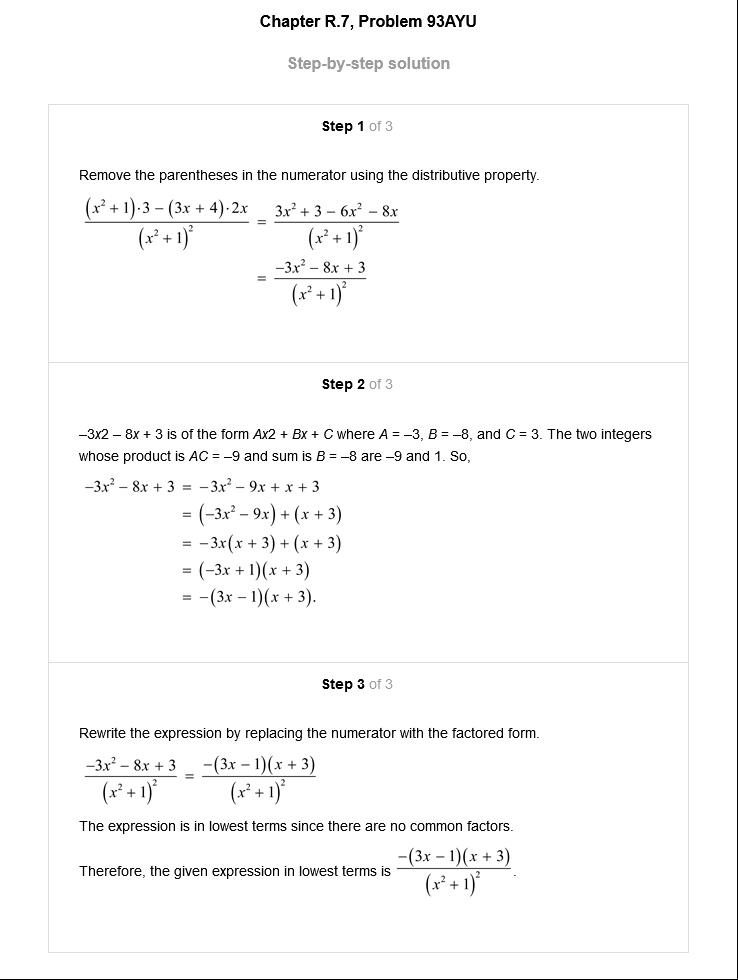 Chapter R.7, Problem 93AYU
Step-by-step solution
Step 1 of 3
Remove the parentheses in the numerator using the distributive property.
\frac{(x^2 + 1)·3 − (3x + 4)·2x}{(x^2 + 1)^2} = \frac{3x^2 + 3 − 6x^2 − 8x}{(x^2 + 1)^2}
= \frac{−3x^2 − 8x + 3}{(x^2 + 1)^2}
Step 2 of 3
–3x2 – 8x + 3 is of the form Ax2 + Bx + C where A = –3, B = –8, and C = 3. The two integers
whose product is AC = –9 and sum is B = –8 are –9 and 1. So,
−3x^2 − 8x + 3 = −3x^2 − 9x + x + 3
= (−3x^2 − 9x) + (x + 3)
= −3x(x + 3) + (x + 3)
= (−3x + 1)(x + 3)
= −(3x − 1)(x + 3).
Step 3 of 3
Rewrite the expression by replacing the numerator with the factored form.
\frac{−3x^2 − 8x + 3}{(x^2 + 1)^2} = \frac{−(3x − 1)(x + 3)}{(x^2 + 1)^2}
The expression is in lowest terms since there are no common factors.
Therefore, the given expression in lowest terms is \frac{−(3x − 1)(x + 3)}{(x^2 + 1)^2}.